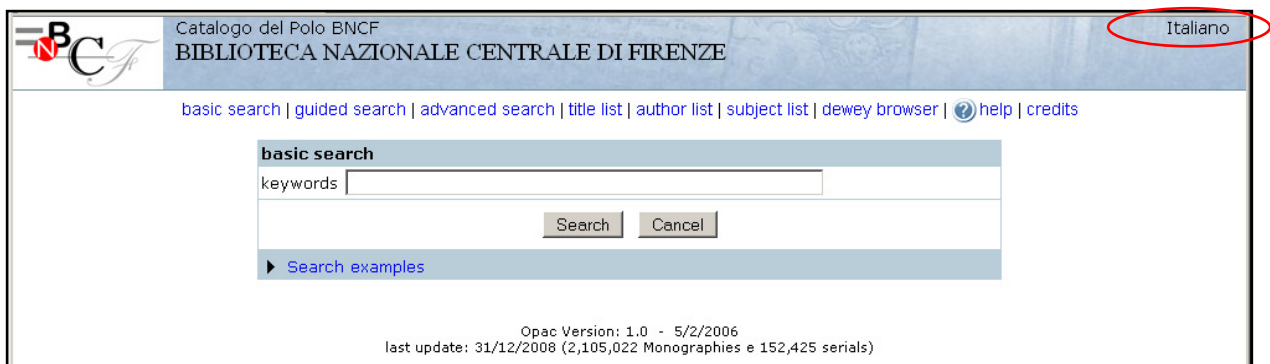 NBCF
Catalogo del Polo BNCF
Italiano
BIBLIOTECA NAZIONALE CENTRALE DI FIRENZE
basic search | guided search | advanced search | title list | author list | subject list | dewey browser | ? help | credits
basic search
keywords
Search Cancel
Search examples
Opac Version: 1.0 - 5/2/2006
last update: 31/12/2008 (2,105,022 Monographies e 152,425 serials)